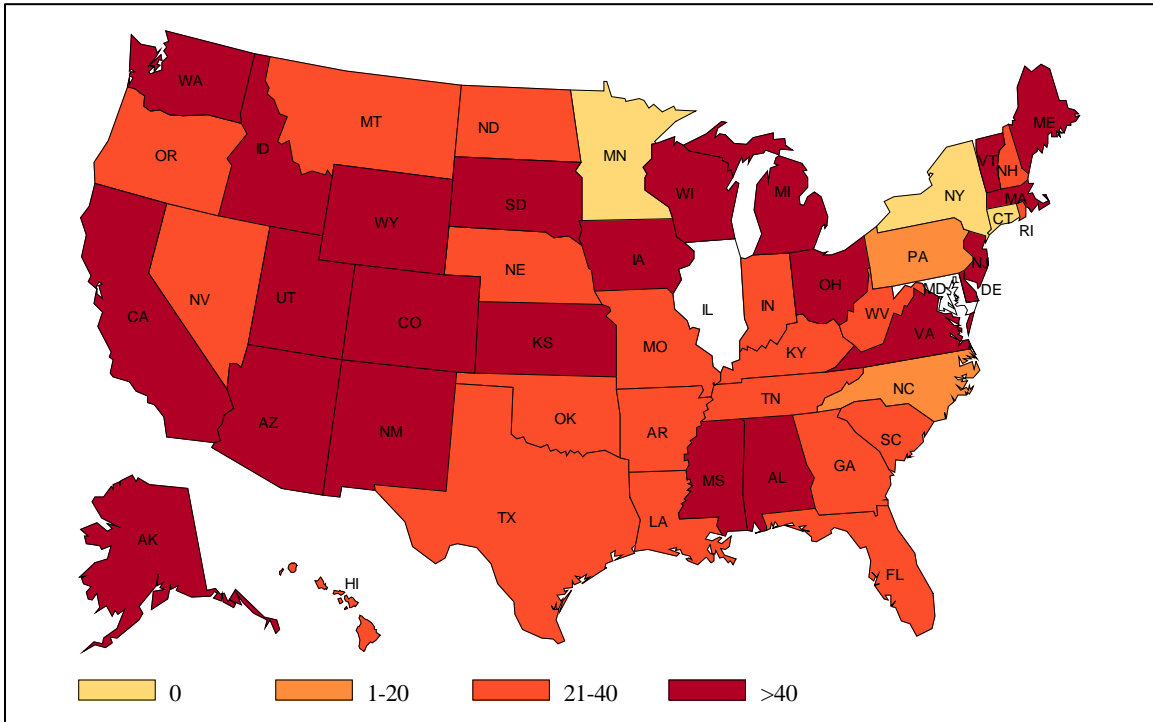 WA
ME
MT
ND
VT
OR
MN
NH
ID
WI
MI
NY
MA
SD
CT
WY
RI
PA
IA
NJ
NE
OH
MD
DE
NV
UT
IL
IN
CA
CO
WV
VA
KS
MO
KY
NC
TN
OK
AZ
NM
AR
SC
GA
MS
AL
TX
LA
AK
FL
HI
0 1-20 21-40 >40